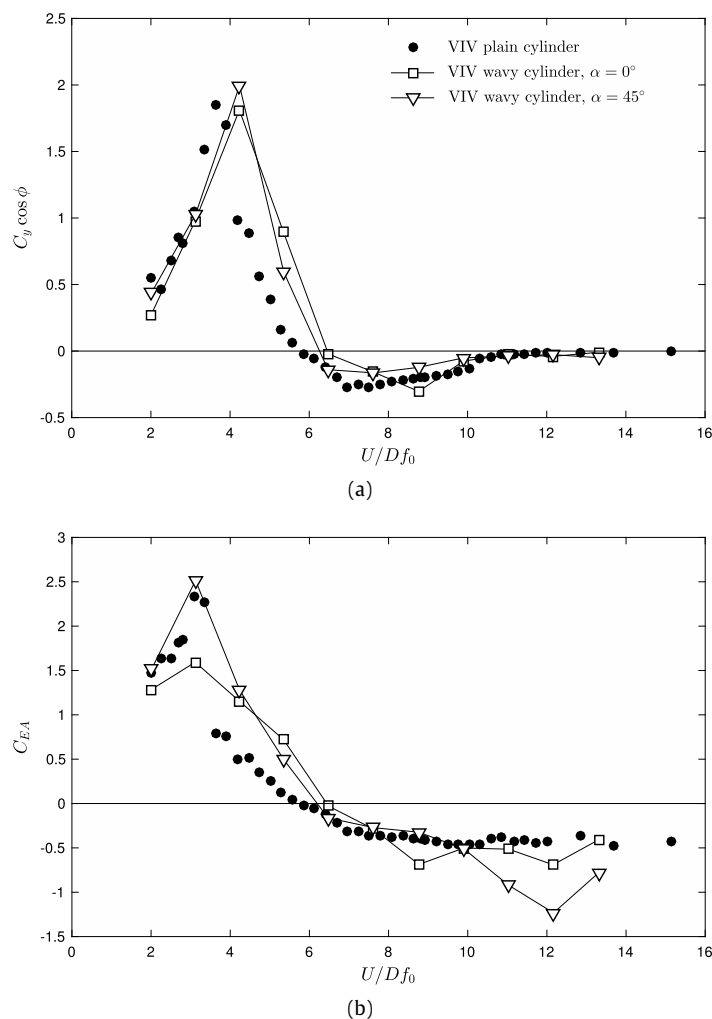 2.5
2
1.5
1
0.5
0
-0.5
C_y cos ϕ
VIV plain cylinder
VIV wavy cylinder, α = 0°
VIV wavy cylinder, α = 45°
0 2 4 6 8 10 12 14 16
U/Df₀
(a)
3
2.5
2
1.5
1
0.5
0
-0.5
-1
-1.5
C_EA
0 2 4 6 8 10 12 14 16
U/Df₀
(b)